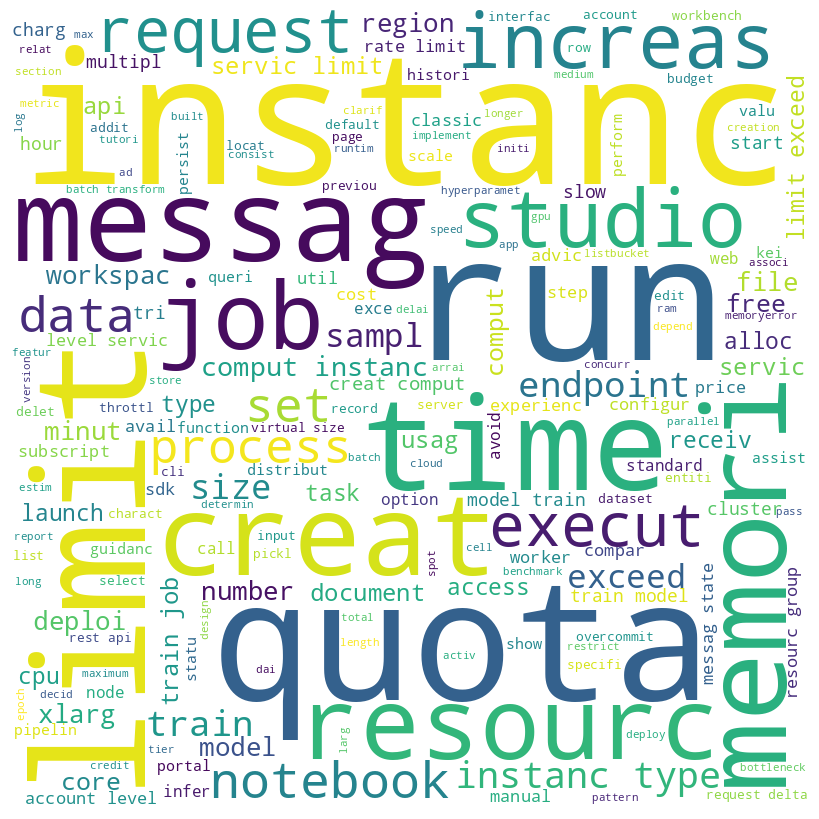 charg
request
region
interfac
account
workbench
relat
max
multipl
rate limit
increas
row
section
servic limit
histori
medium
budget
metric
api
built
clarif
classic
longer
valu
log
addit
tutori
hour
default
implement
creation
instanc
page
perform
start
limit exceed
persist
locat
consist
runtim
scale
initi
ad
batch transform
previou
hyperparamet
slow
messag
studio
gpu
speed
app
advic
listbucket
web
kei
associ
workspac
queri
util
run
file
data
tri
job
cost
exce
delai
step
edit
free
ram
memoryerror
depend
level servic
sampl
comput
alloc
featur
limit
comput instanc
concurr
servic
version
store
creat comput
arrai
endpoint
price
delet
throttl
type
set
record
server
experienc
configur
minut
avail
function
virtual size
time
avoid
parallel
receiv
subscript
process
usag
memori
cli
distribut
batch
cloud
standard
assist
estim
sdk
size
task
option
model train
dataset
entiti
report
launch
charact
determin
input
creat
execut
cluster
pass
list
guidanc
call
pickl
spot
cell
worker
compar
long
select
benchmark
cpu
deploi
rest api
train job
number
document
access
exceed
train model
messag state
resourc group
design
total
quota
overcommit
node
statu
length
show
restrict
maximum
decid
dai
activ
specifi
epoch
xlarg
pipelin
train
resourc
deploy
tier
model
larg
credit
portal
core
notebook
instanc type
bottleneck
account level
infer
manual
pattern
request delta